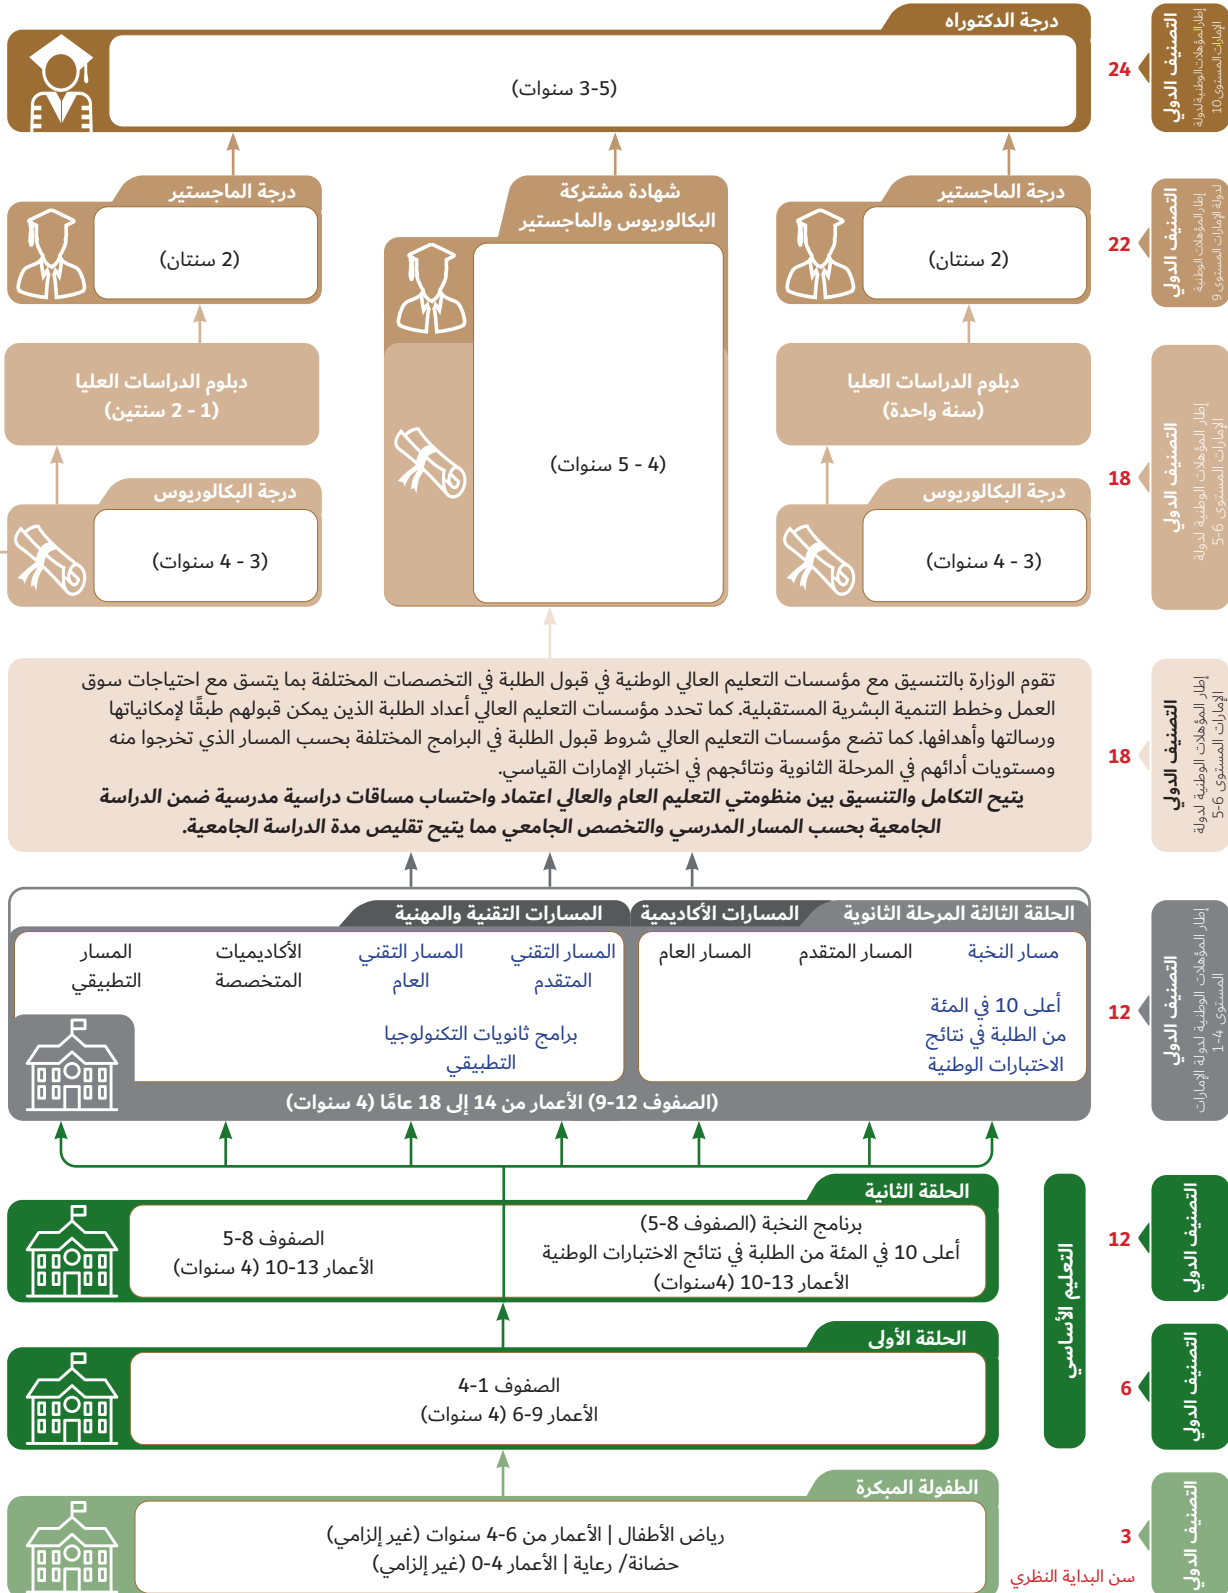 درجة الدكتوراه
(3-5 سنوات)
24
التصنيف الدولي
إطار المؤهلات الوطنية لدولة
الإمارات المستوى 10
درجة الماجستير
(2 سنتان)
شهادة مشتركة
البكالوريوس والماجستير
(4 - 5 سنوات)
درجة الماجستير
(2 سنتان)
22
التصنيف الدولي
إطار المؤهلات الوطنية
لدولة الإمارات المستوى 9
دبلوم الدراسات العليا
(سنة واحدة)
دبلوم الدراسات العليا
(1 - 2 سنتين)
درجة البكالوريوس
(3 - 4 سنوات)
درجة البكالوريوس
(3 - 4 سنوات)
18
التصنيف الدولي
إطار المؤهلات الوطنية لدولة
الإمارات المستوى 6-5
تقوم الوزارة بالتنسيق مع مؤسسات التعليم العالي الوطنية في قبول الطلبة في التخصصات المختلفة بما يتسق مع احتياجات سوق
العمل وخطط التنمية البشرية المستقبلية. كما تحدد مؤسسات التعليم العالي أعداد الطلبة الذين يمكن قبولهم طبقًا لإمكانياتها
ورسالتها وأهدافها. كما تضع مؤسسات التعليم العالي شروط قبول الطلبة في البرامج المختلفة بحسب المسار الذي تخرجوا منه
ومستويات أدائهم في المرحلة الثانوية ونتائجهم في اختبار الإمارات القياسي.
يتيح التكامل والتنسيق بين منظومتي التعليم العام والعالي اعتماد واحتساب مساقات دراسية مدرسية ضمن الدراسة
الجامعية بحسب المسار المدرسي والتخصص الجامعي مما يتيح تقليص مدة الدراسة الجامعية.
18
التصنيف الدولي
إطار المؤهلات الوطنية لدولة
الإمارات المستوى 6-5
الحلقة الثالثة المرحلة الثانوية
المسارات الأكاديمية
المسارات التقنية والمهنية
مسار النخبة
أعلى 10 في المئة
من الطلبة في نتائج
الاختبارات الوطنية
المسار المتقدم
المسار العام
المسار التقني
المتقدم
المسار التقني
العام
برامج ثانويات التكنولوجيا
التطبيقي
الأكاديميات
المتخصصة
المسار
التطبيقي
(الصفوف 12-9) الأعمار من 14 إلى 18 عامًا (4 سنوات)
12
التصنيف الدولي
إطار المؤهلات الوطنية لدولة الإمارات
المستوى 4-1
الحلقة الثانية
برنامج النخبة (الصفوف 8-5)
أعلى 10 في المئة من الطلبة في نتائج الاختبارات الوطنية
الأعمار 13-10 (4سنوات)
الصفوف 8-5
الأعمار 13-10 (4 سنوات)
التعليم الأساسي
12
التصنيف الدولي
الحلقة الأولى
الصفوف 1-4
الأعمار 9-6 (4 سنوات)
6
التصنيف الدولي
الطفولة المبكرة
رياض الأطفال | الأعمار من 6-4 سنوات (غير إلزامي)
حضانة/ رعاية | الأعمار 4-0 (غير إلزامي)
3
سن البداية النظري
التصنيف الدولي